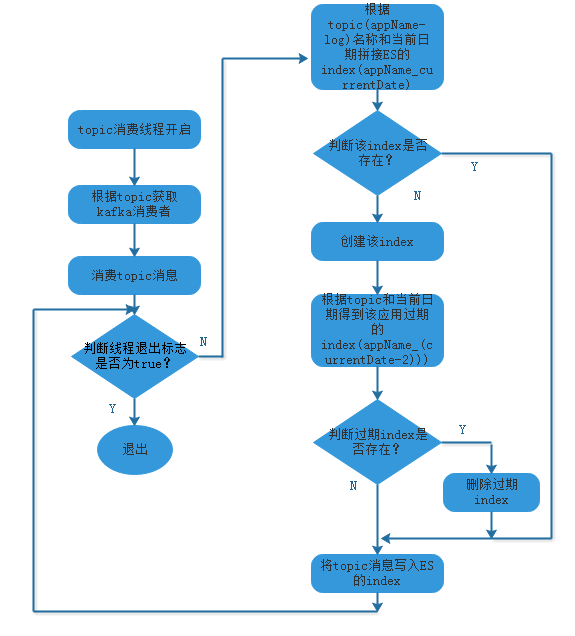 topic消费线程开启
根据topic获取
kafka消费者
消费topic消息
判断线程退出标志
是否为true?
N
Y
退出
根据
topic(appName-
log)名称和当前日
期拼接ES的
index(appName_cu
rrentDate)
判断该index是否
存在?
Y
N
创建该index
根据topic和当前日
期得到该应用过期
的
index(appName_(c
urrentDate-2)))
判断过期index是
否存在?
Y
N
删除过期
index
将topic消息写入ES
的index